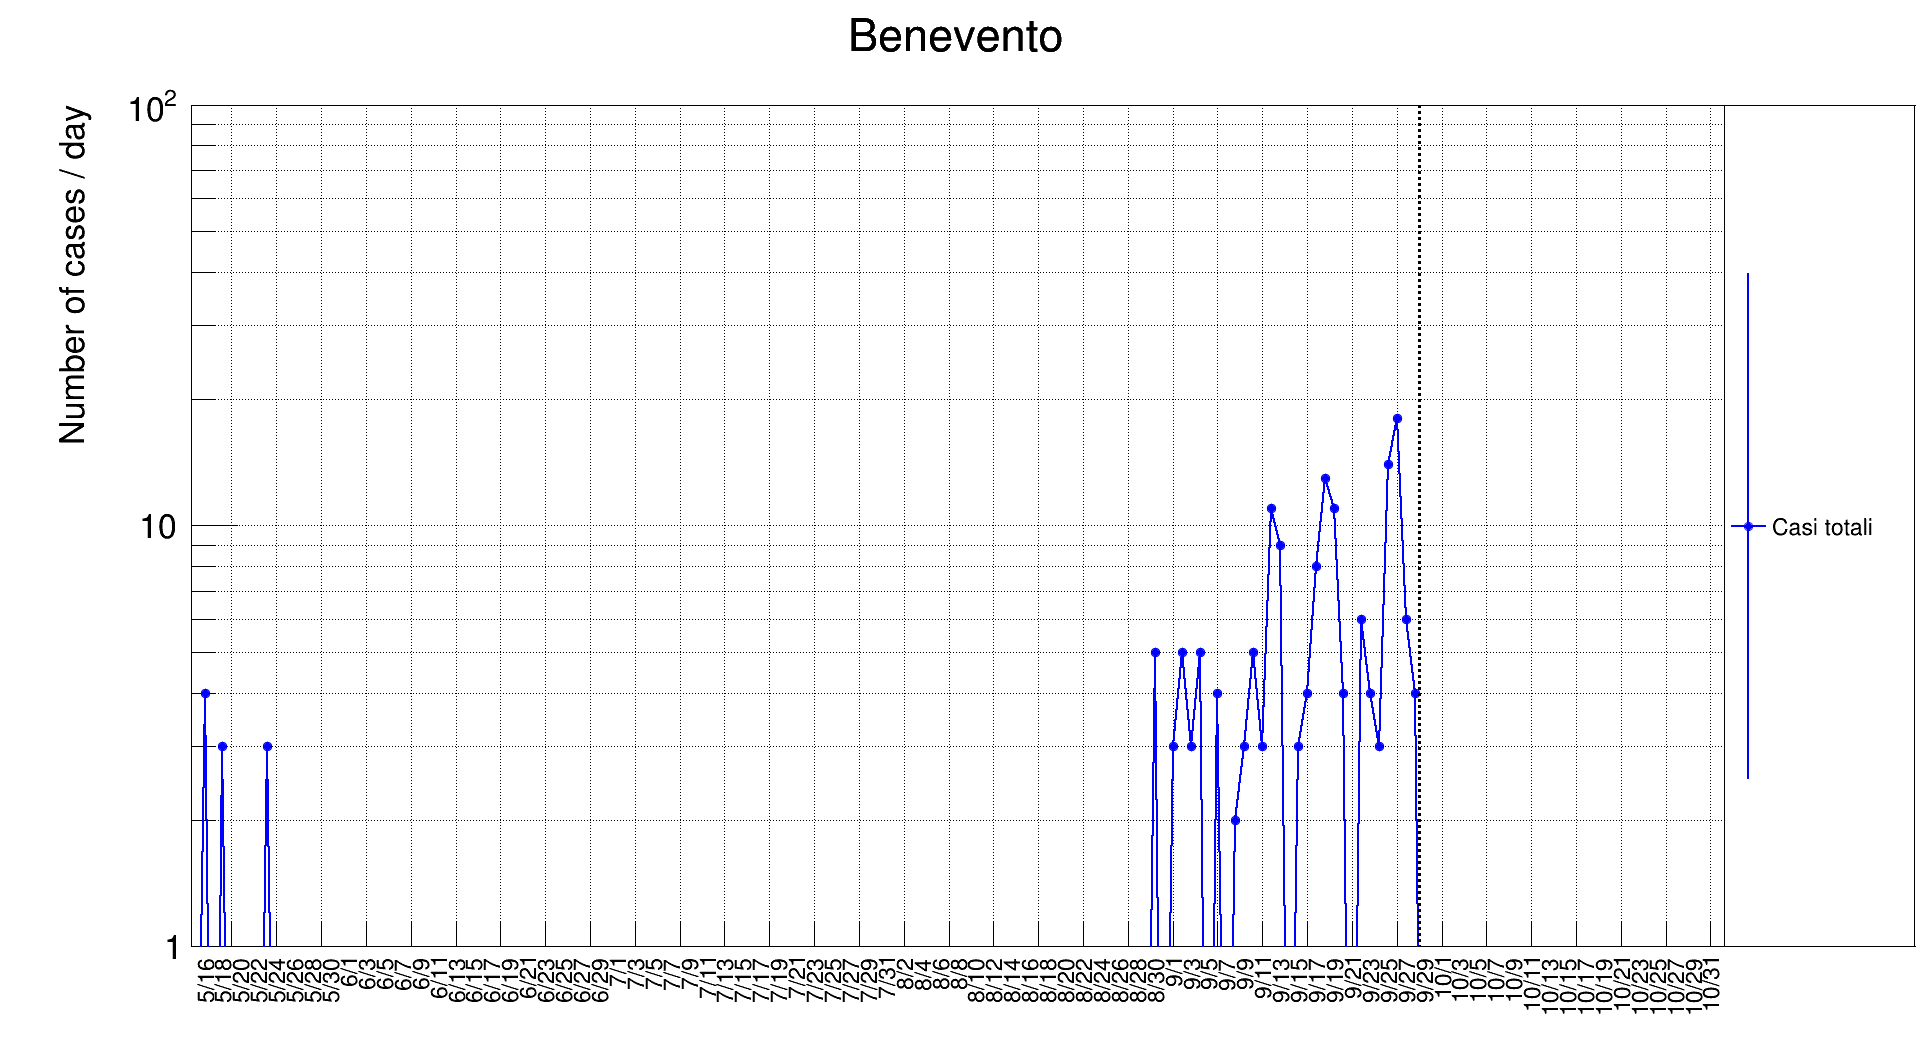 Benevento
Number of cases / day
10²
10
1
Casi totali
5/16 5/18 5/20 5/22 5/24 5/26 5/28 5/30 6/1 6/3 6/5 6/7 6/9 6/11 6/13 6/15 6/17 6/19 6/21 6/23 6/25 6/27 6/29 7/1 7/3 7/5 7/7 7/9 7/11 7/13 7/15 7/17 7/19 7/21 7/23 7/25 7/27 7/29 7/31 8/2 8/4 8/6 8/8 8/10 8/12 8/14 8/16 8/18 8/20 8/22 8/24 8/26 8/28 8/30 9/1 9/3 9/5 9/7 9/9 9/11 9/13 9/15 9/17 9/19 9/21 9/23 9/25 9/27 9/29 10/1 10/3 10/5 10/7 10/9 10/11 10/13 10/15 10/17 10/19 10/21 10/23 10/25 10/27 10/29 10/31